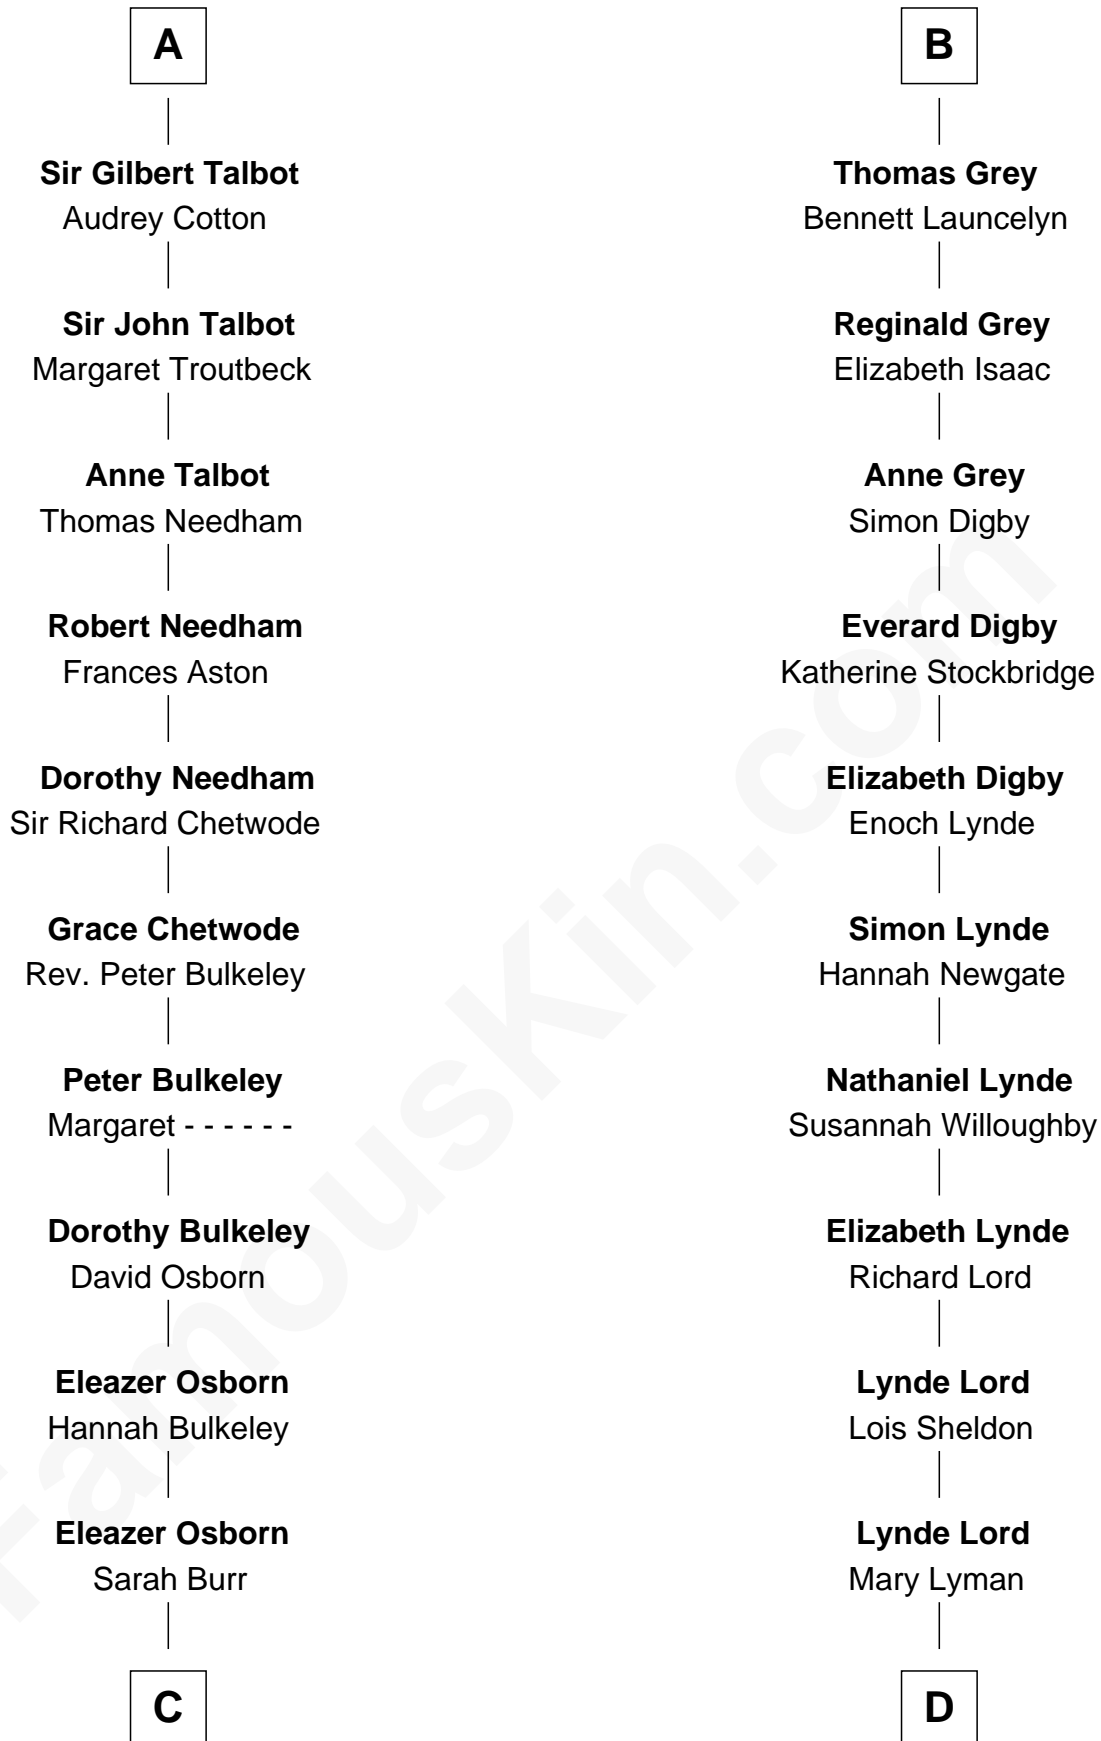 A
Sir Gilbert Talbot
Audrey Cotton
Sir John Talbot
Margaret Troutbeck
Anne Talbot
Thomas Needham
Robert Needham
Frances Aston
Dorothy Needham
Sir Richard Chetwode
Grace Chetwode
Rev. Peter Bulkeley
Peter Bulkeley
Margaret - - - - - -
Dorothy Bulkeley
David Osborn
Eleazer Osborn
Hannah Bulkeley
Eleazer Osborn
Sarah Burr
C
B
Thomas Grey
Bennett Launcelyn
Reginald Grey
Elizabeth Isaac
Anne Grey
Simon Digby
Everard Digby
Katherine Stockbridge
Elizabeth Digby
Enoch Lynde
Simon Lynde
Hannah Newgate
Nathaniel Lynde
Susannah Willoughby
Elizabeth Lynde
Richard Lord
Lynde Lord
Lois Sheldon
Lynde Lord
Mary Lyman
D
FamousKin.com